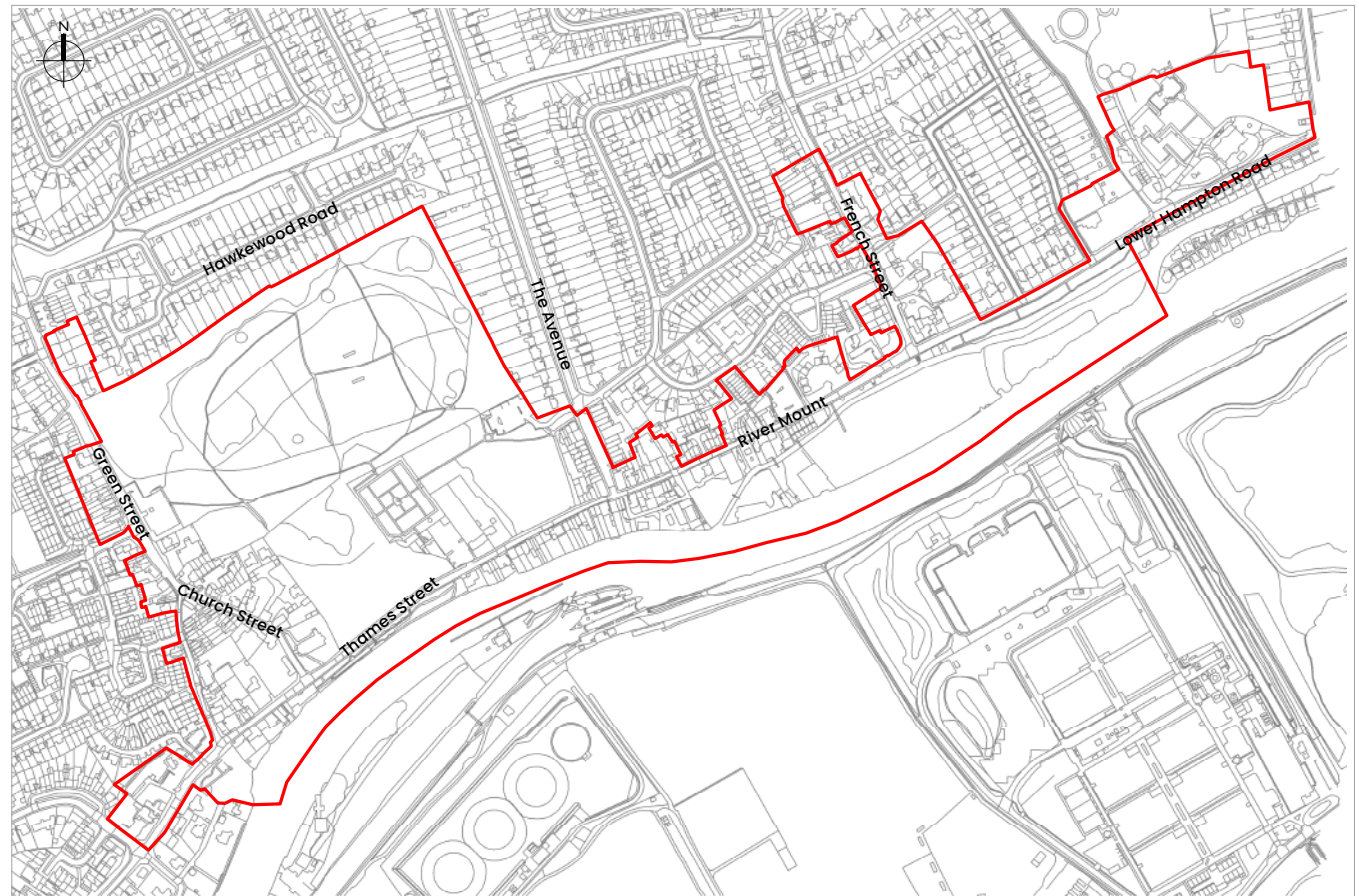 N
Hawkewood Road
The Avenue
French Street
Lower Hampton Road
River Mount
Green Street
Church Street
Thames Street